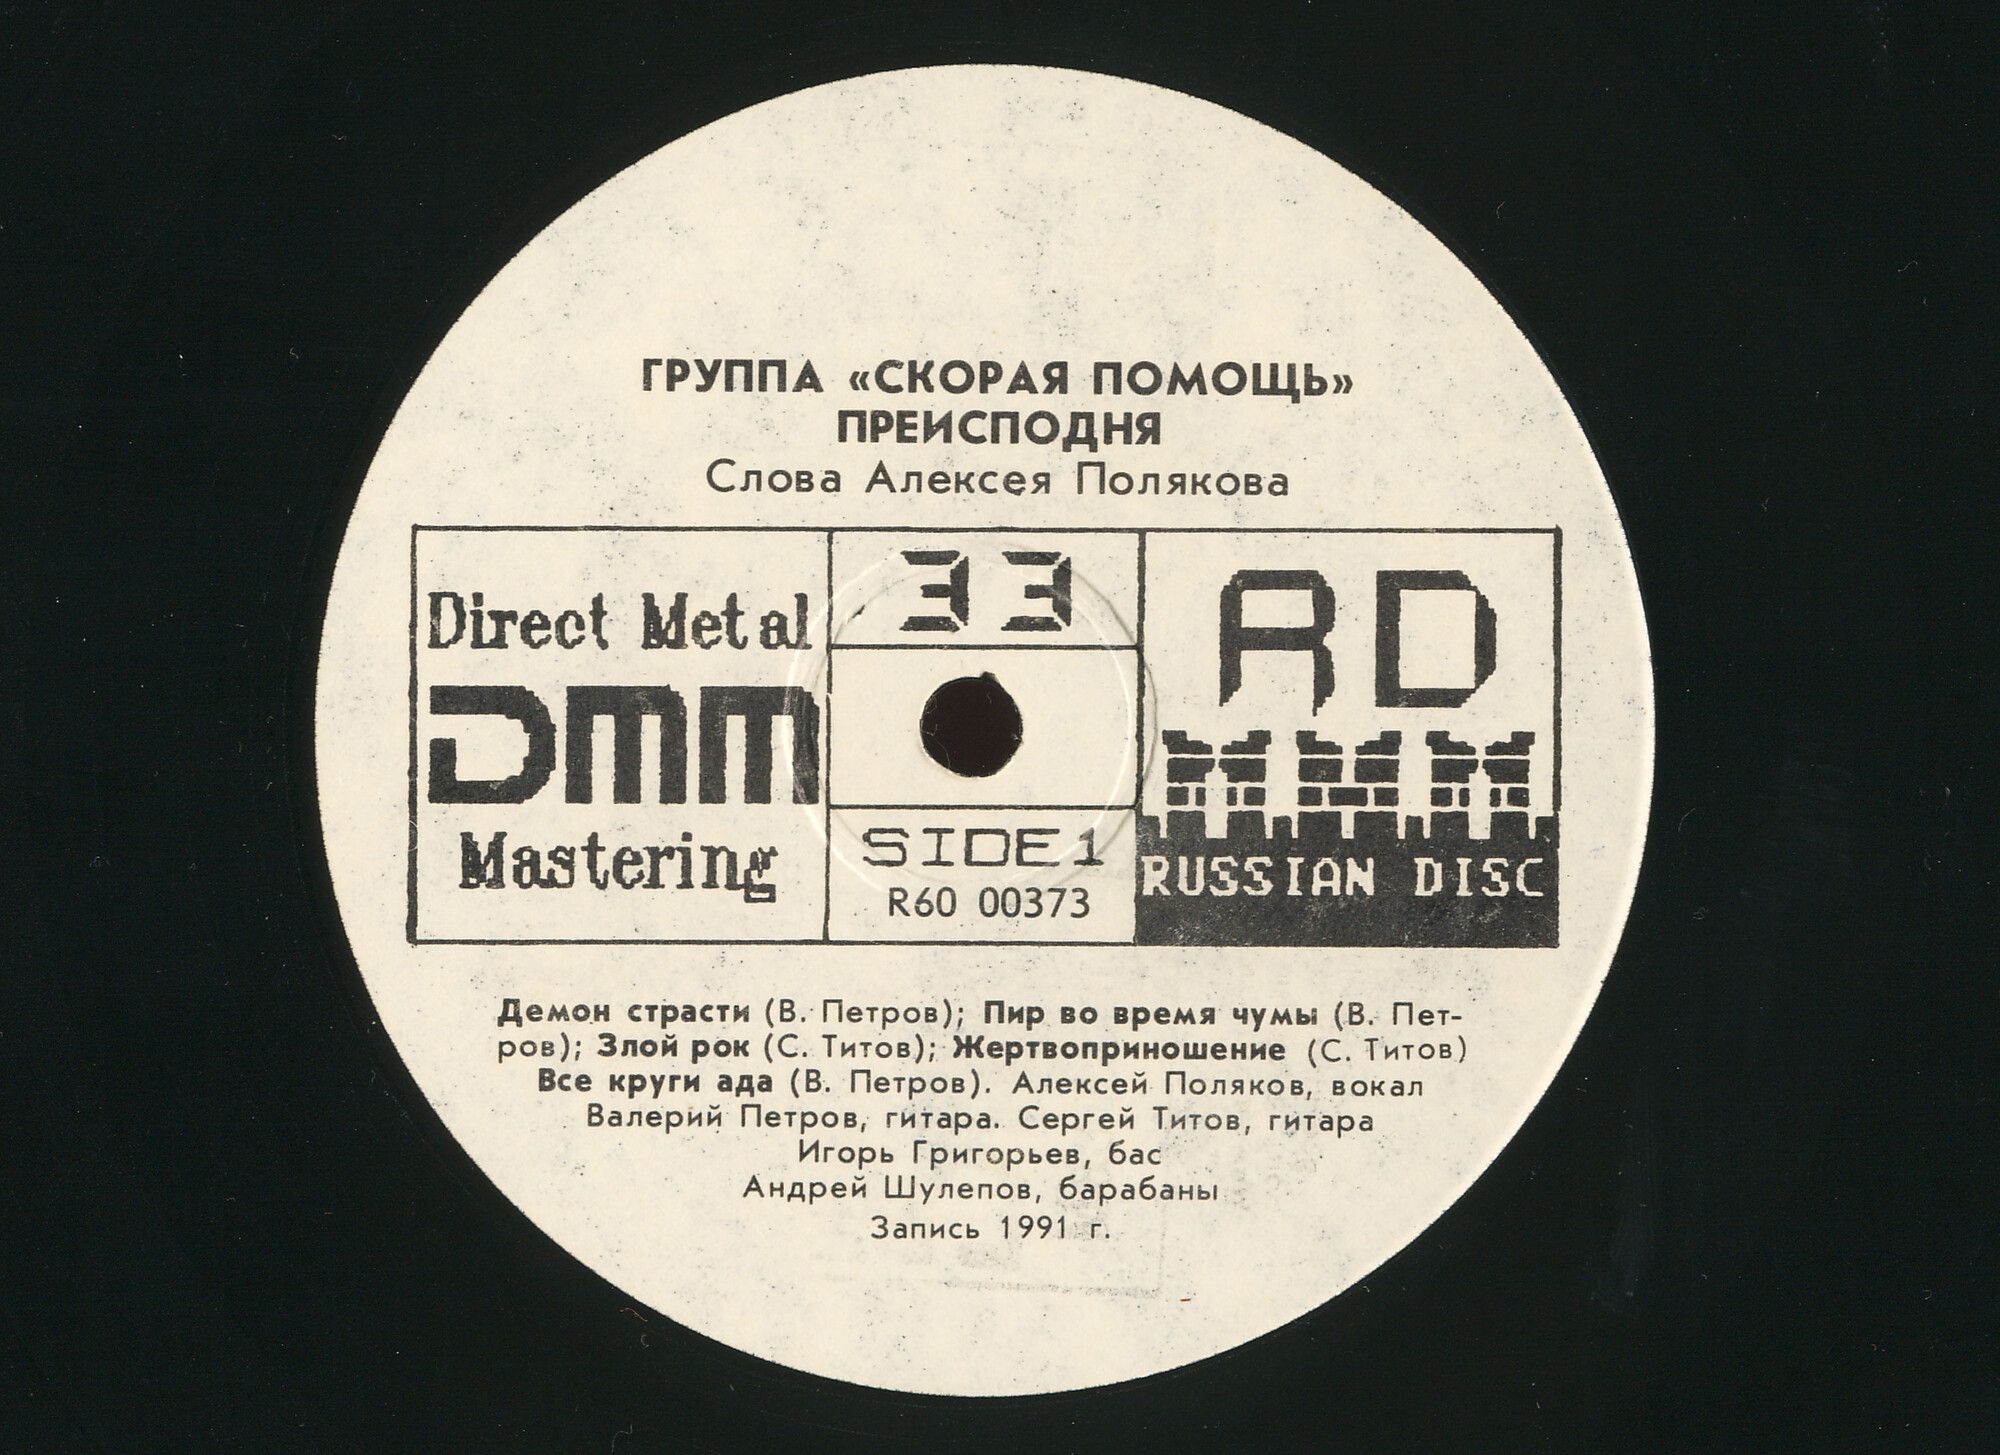 ГРУППА «СКОРАЯ ПОМОЩЬ»
ПРЕИСПОДНЯ
Слова Алексея Полякова
Direct Metal
DMM
Mastering
33
SIDE 1
R60 00373
RD
RUSSIAN DISC
Демон страсти (В. Петров); Пир во время чумы (В. Пет-
ров); Злой рок (С. Титов); Жертвоприношение (С. Титов)
Все круги ада (В. Петров). Алексей Поляков, вокал
Валерий Петров, гитара. Сергей Титов, гитара
Игорь Григорьев, бас
Андрей Шулепов, барабаны
Запись 1991 г.